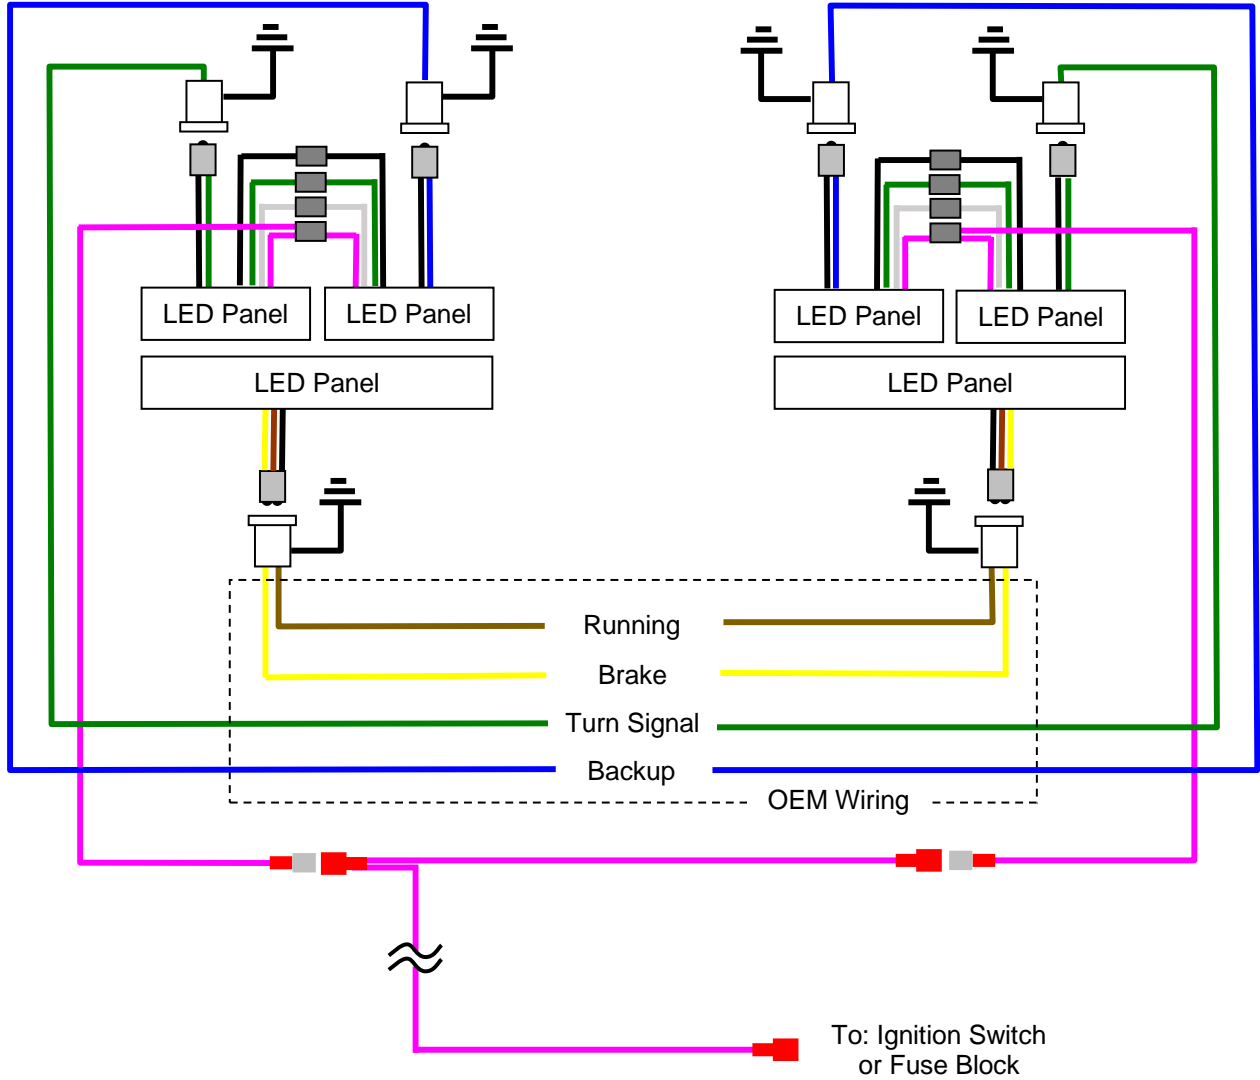 LED Panel
LED Panel
LED Panel
LED Panel
LED Panel
LED Panel
Running
Brake
Turn Signal
Backup
OEM Wiring
To: Ignition Switch
or Fuse Block